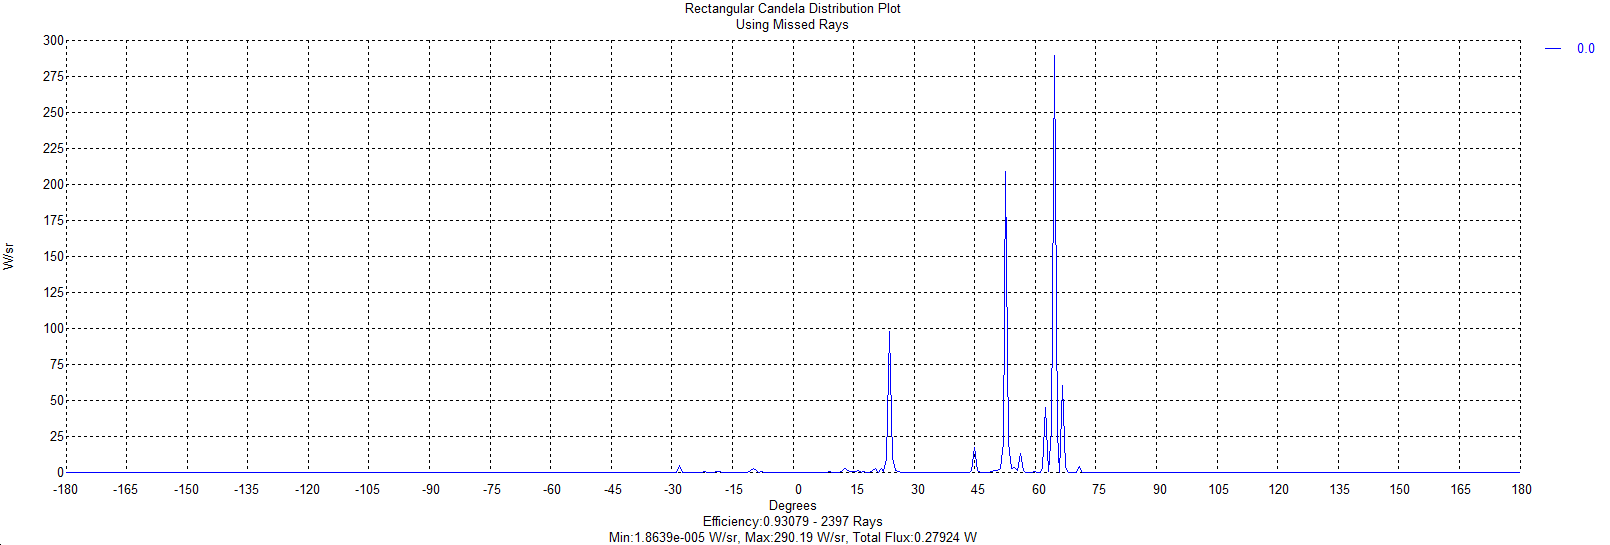 Rectangular Candela Distribution Plot
Using Missed Rays
0.0
300
275
250
225
200
175
150
125
100
75
50
25
0
W/sr
-180 -165 -150 -135 -120 -105 -90 -75 -60 -45 -30 -15 0 15 30 45 60 75 90 105 120 135 150 165 180
Degrees
Efficiency:0.93079 - 2397 Rays
Min:1.8639e-005 W/sr, Max:290.19 W/sr, Total Flux:0.27924 W